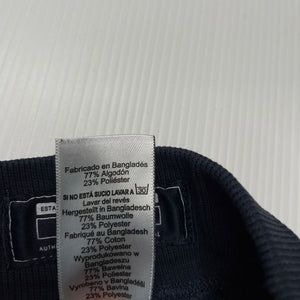 Fabricado en Bangladés
77% Algodón
23% Poliéster
SI NO ESTÁ SUCIO LAVAR A 30
Lavar del revés
Hergestellt in Bangladesch
77% Baumwolle
23% Polyester
Fabriqué au Bangladesh
77% Coton
23% Polyester
Wyprodukowano w
Bangladeszu
77% Bawełna
23% Poliester
77% Bavlna
23% Polyester
ESTA
AUTH